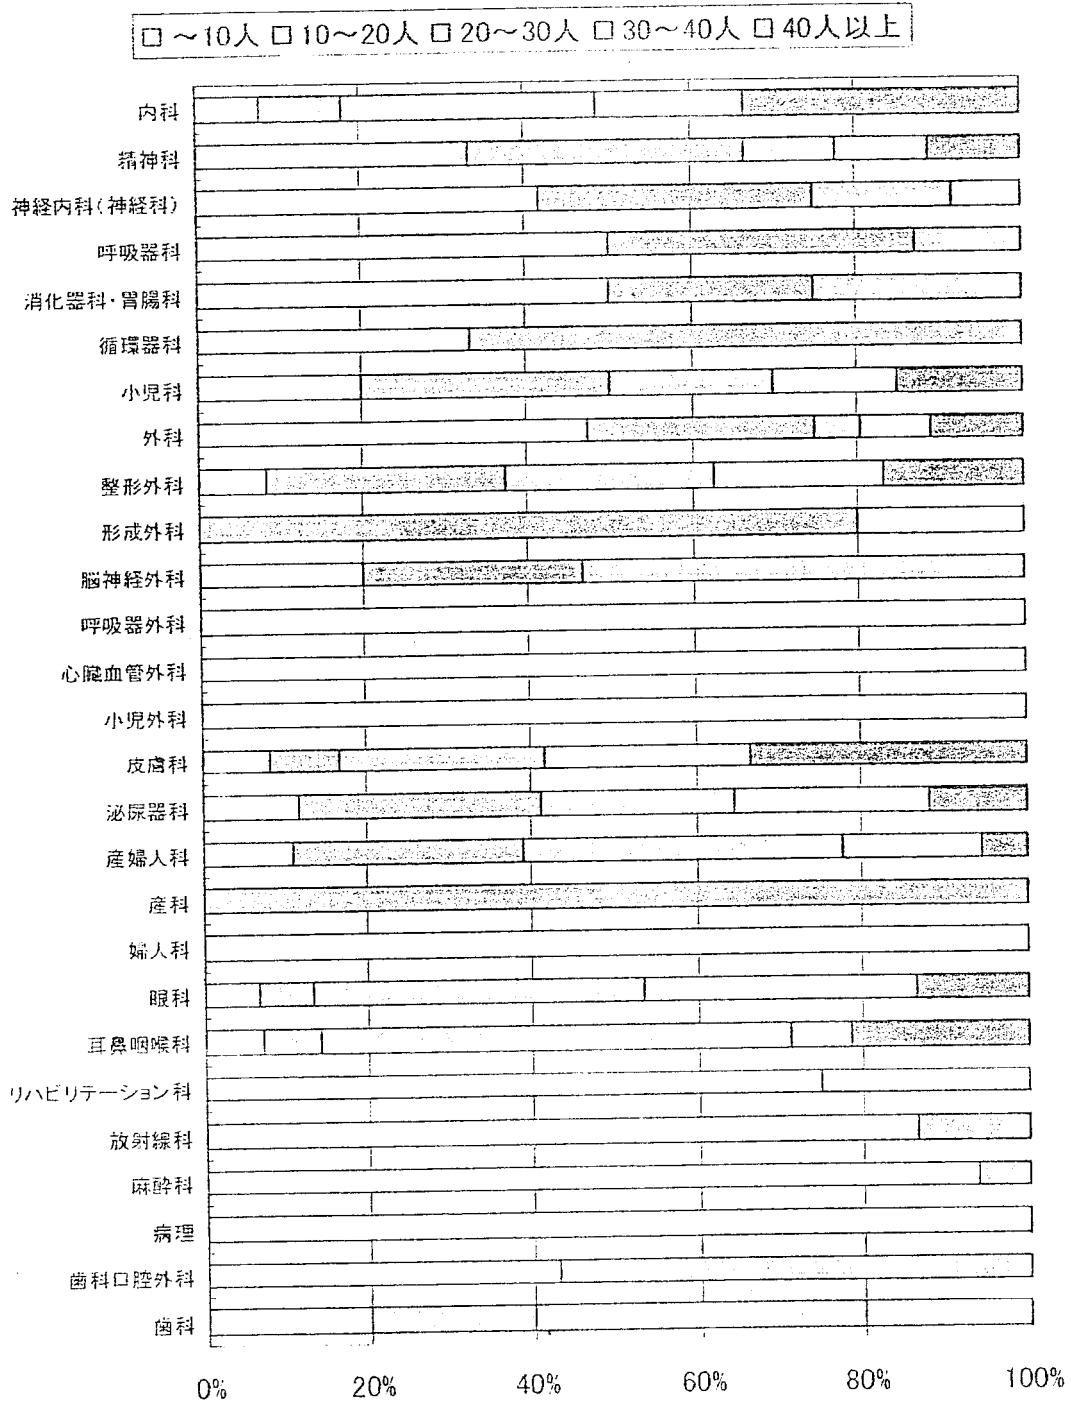 □ ～10人 □ 10～20人 □ 20～30人 □ 30～40人 □ 40人以上
内科
精神科
神経内科(神経科)
呼吸器科
消化器科・胃腸科
循環器科
小児科
外科
整形外科
形成外科
脳神経外科
呼吸器外科
心臓血管外科
小児外科
皮膚科
泌尿器科
産婦人科
産科
婦人科
眼科
耳鼻咽喉科
リハビリテーション科
放射線科
麻酔科
病理
歯科口腔外科
歯科
0% 20% 40% 60% 80% 100%